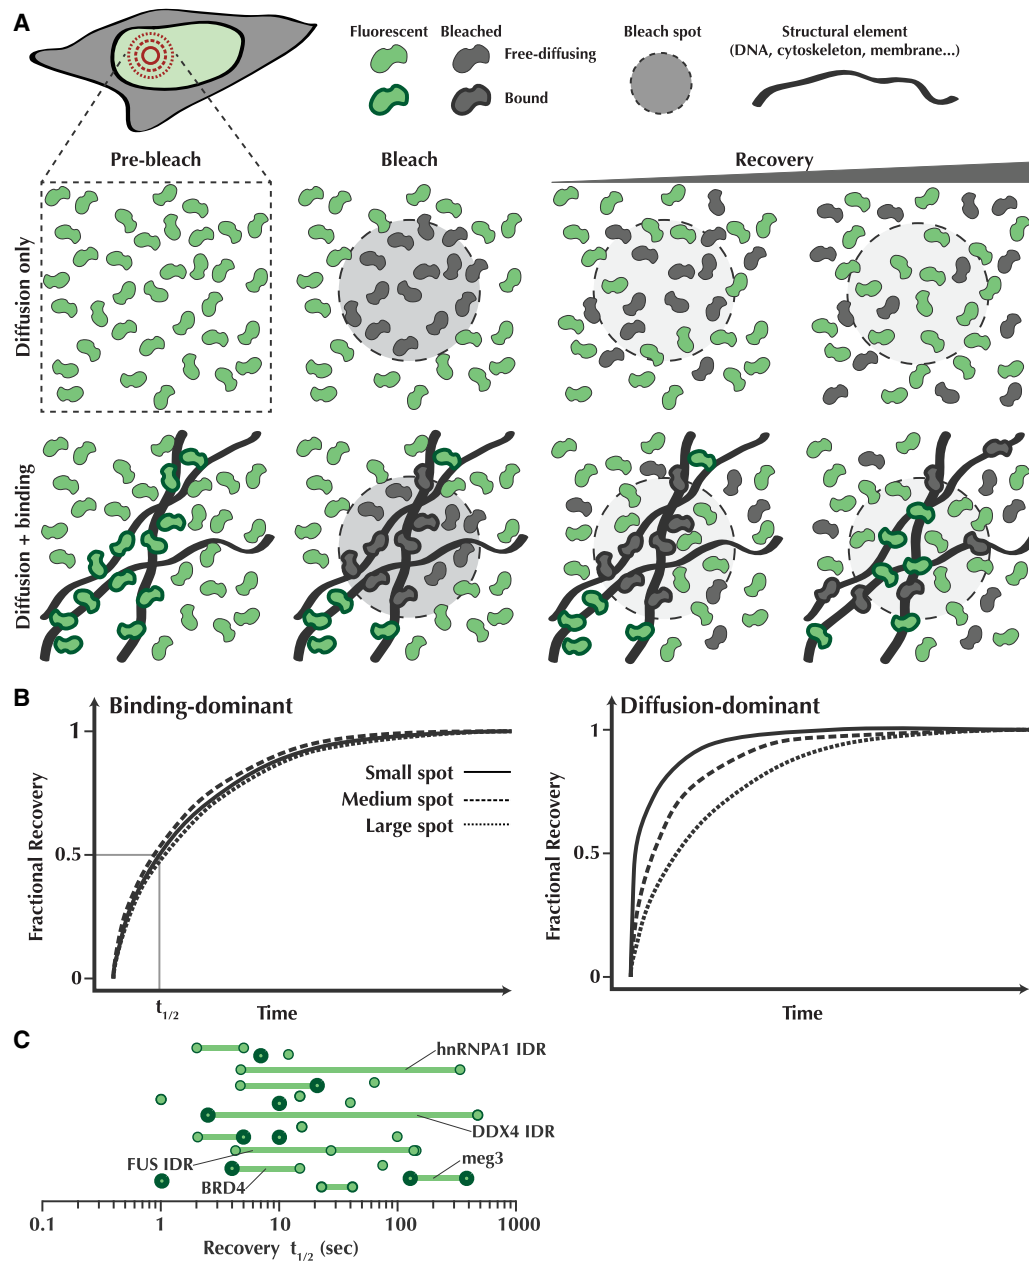 A
Fluorescent Bleached
Free-diffusing
Bound
Bleach spot
Structural element
(DNA, cytoskeleton, membrane...)
Pre-bleach
Bleach
Recovery
Diffusion only
Diffusion + binding
B
Binding-dominant
Fractional Recovery
1
0.5
0
Small spot
Medium spot
Large spot
t1/2
Time
Diffusion-dominant
Fractional Recovery
1
0.5
0
Time
C
hnRNPA1 IDR
DDX4 IDR
FUS IDR
meg3
BRD4
0.1 1 10 100 1000
Recovery t1/2 (sec)